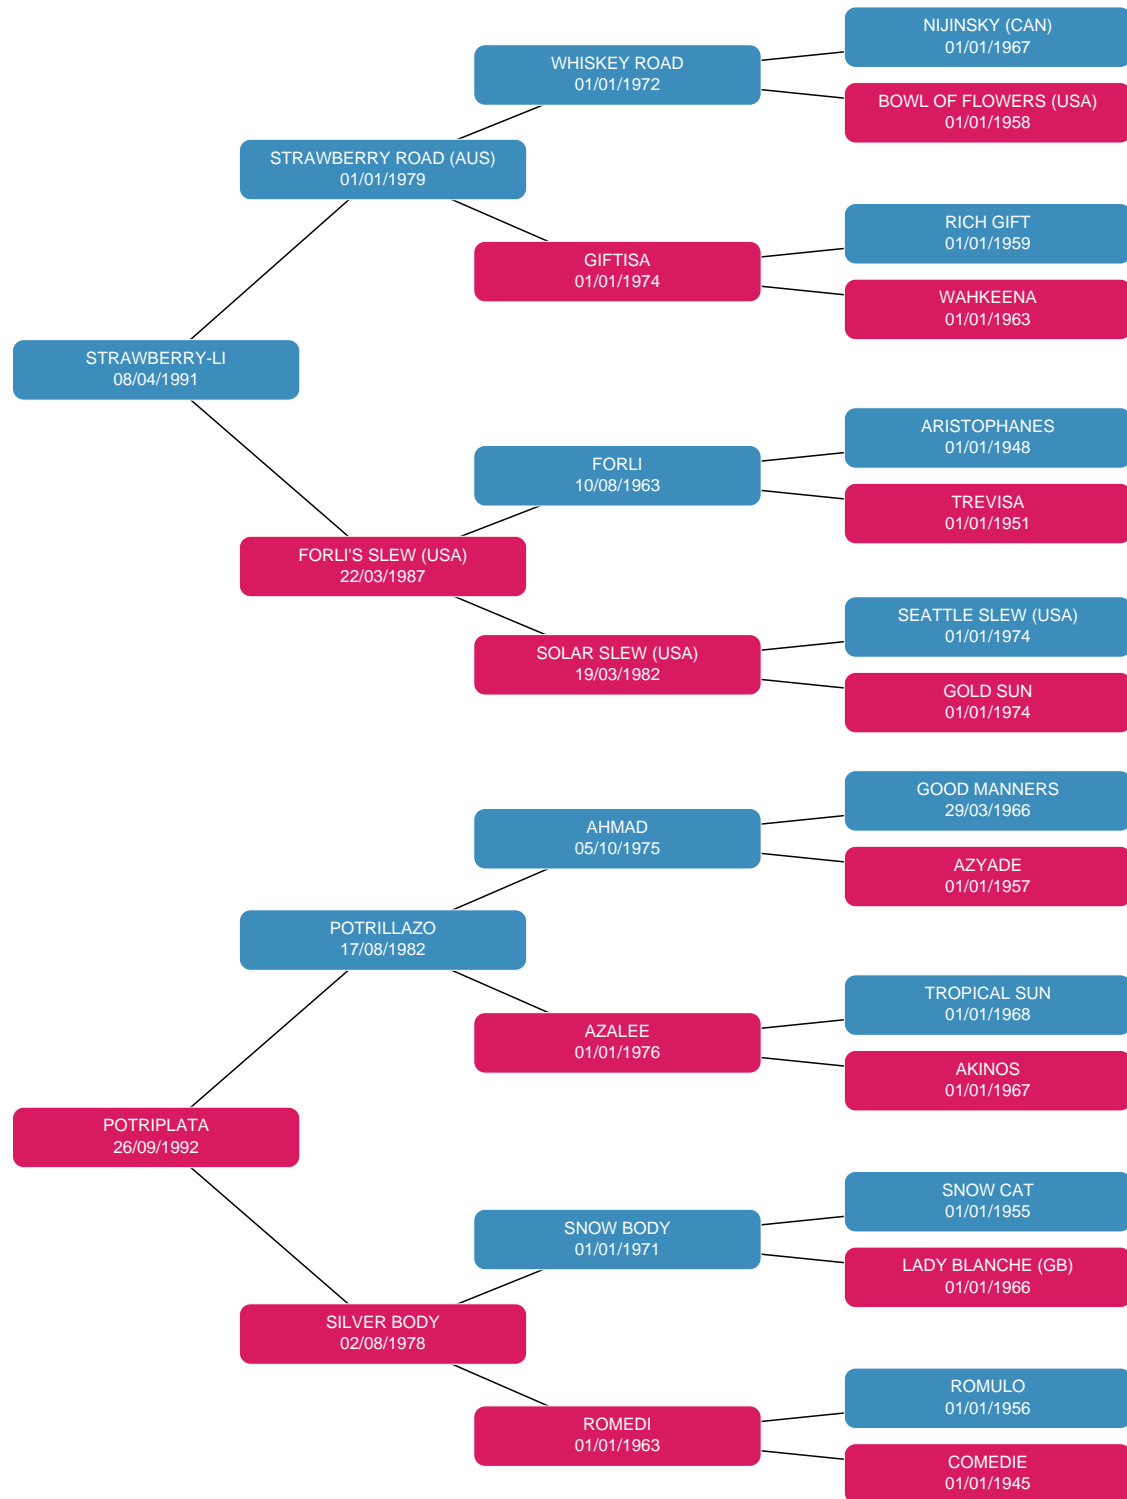 NIJINSKY (CAN)
01/01/1967
WHISKEY ROAD
01/01/1972
BOWL OF FLOWERS (USA)
01/01/1958
STRAWBERRY ROAD (AUS)
01/01/1979
RICH GIFT
01/01/1959
GIFTISA
01/01/1974
WAHKEENA
01/01/1963
STRAWBERRY-LI
08/04/1991
ARISTOPHANES
01/01/1948
FORLI
10/08/1963
TREVISA
01/01/1951
FORLI'S SLEW (USA)
22/03/1987
SEATTLE SLEW (USA)
01/01/1974
SOLAR SLEW (USA)
19/03/1982
GOLD SUN
01/01/1974
GOOD MANNERS
29/03/1966
AHMAD
05/10/1975
AZYADE
01/01/1957
POTRILLAZO
17/08/1982
TROPICAL SUN
01/01/1968
AZALEE
01/01/1976
AKINOS
01/01/1967
POTRIPLATA
26/09/1992
SNOW CAT
01/01/1955
SNOW BODY
01/01/1971
LADY BLANCHE (GB)
01/01/1966
SILVER BODY
02/08/1978
ROMULO
01/01/1956
ROMEDI
01/01/1963
COMEDIE
01/01/1945